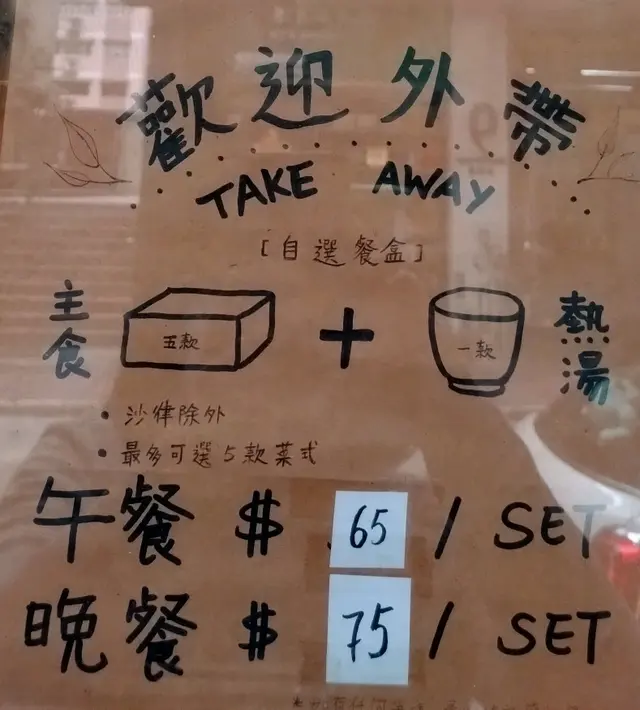 歡迎外帶
TAKE AWAY
[自選餐盒]
主食 五款 + 一款 熱湯
• 沙律除外
• 最多可選5款菜式
午餐 $ 65 / SET
晚餐 $ 75 / SET